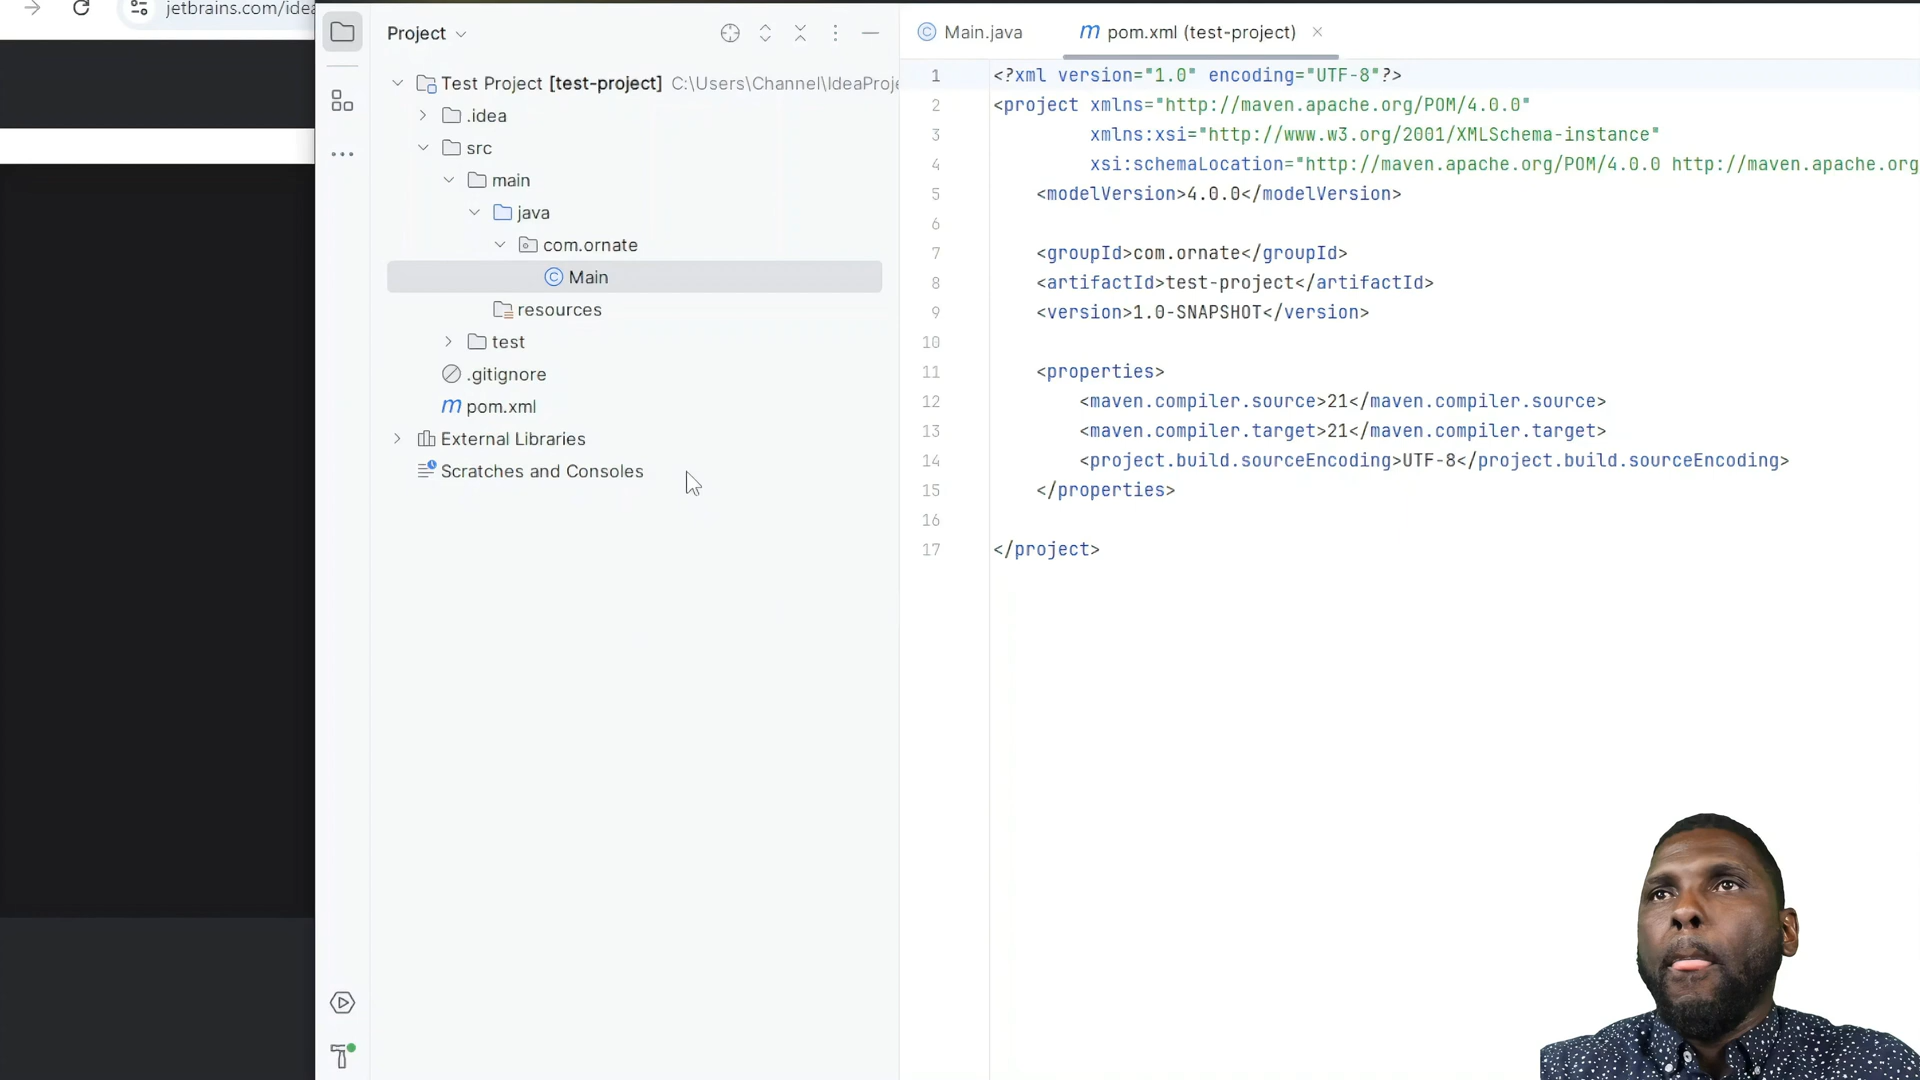 jetbrains.com/idea
Project
Main.java
pom.xml (test-project)
Test Project [test-project] C:\Users\Channel\IdeaProje
.idea
src
main
java
com.ornate
Main
resources
test
.gitignore
pom.xml
External Libraries
Scratches and Consoles
1 <?xml version="1.0" encoding="UTF-8"?>
2 <project xmlns="http://maven.apache.org/POM/4.0.0"
3 xmlns:xsi="http://www.w3.org/2001/XMLSchema-instance"
4 xsi:schemaLocation="http://maven.apache.org/POM/4.0.0 http://maven.apache.org
5 <modelVersion>4.0.0</modelVersion>
6
7 <groupId>com.ornate</groupId>
8 <artifactId>test-project</artifactId>
9 <version>1.0-SNAPSHOT</version>
10
11 <properties>
12 <maven.compiler.source>21</maven.compiler.source>
13 <maven.compiler.target>21</maven.compiler.target>
14 <project.build.sourceEncoding>UTF-8</project.build.sourceEncoding>
15 </properties>
16
17 </project>